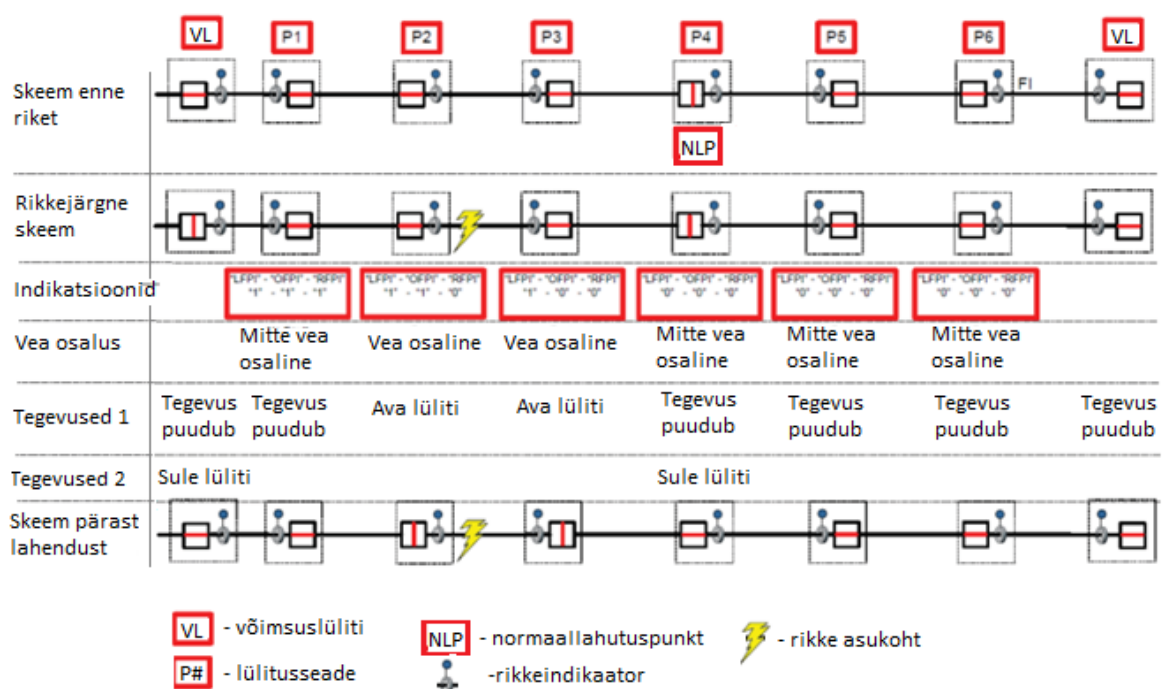 VL P1 P2 P3 P4 P5 P6 VL
Skeem enne
riket
FI
NLP
Rikkejärgne
skeem
Indikatsioonid
"LFPI" - "OFPI" - "RFPI" "LFPI" - "OFPI" - "RFPI" "LFPI" - "OFPI" - "RFPI" "LFPI" - "OFPI" - "RFPI" "LFPI" - "OFPI" - "RFPI" "LFPI" - "OFPI" - "RFPI"
"1" - "1" - "1" "1" - "1" - "0" "1" - "0" - "0" "0" - "0" - "0" "0" - "0" - "0" "0" - "0" - "0"
Vea osalus
Mitte vea
osaline
Vea osaline
Vea osaline
Mitte vea
osaline
Mitte vea
osaline
Mitte vea
osaline
Tegevused 1
Tegevus
puudub
Tegevus
puudub
Ava lüliti
Ava lüliti
Tegevus
puudub
Tegevus
puudub
Tegevus
puudub
Tegevus
puudub
Tegevused 2 Sule lüliti Sule lüliti
Skeem pärast
lahendust
VL - võimsuslüliti
NLP - normaallahutuspunkt
- rikke asukoht
P# - lülitusseade
-rikkeindikaator